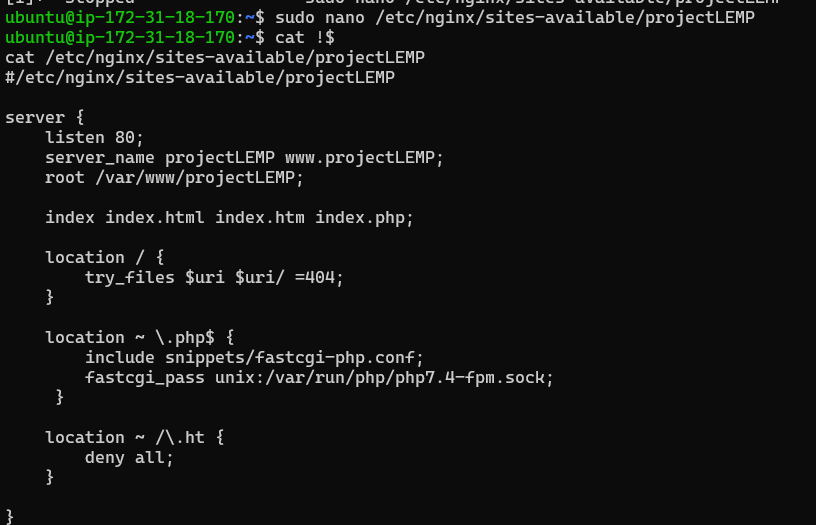 ubuntu@ip-172-31-18-170:~$ sudo nano /etc/nginx/sites-available/projectLEMP
ubuntu@ip-172-31-18-170:~$ cat !$
cat /etc/nginx/sites-available/projectLEMP
#/etc/nginx/sites-available/projectLEMP

server {
    listen 80;
    server_name projectLEMP www.projectLEMP;
    root /var/www/projectLEMP;

    index index.html index.htm index.php;

    location / {
        try_files $uri $uri/ =404;
    }

    location ~ \.php$ {
        include snippets/fastcgi-php.conf;
        fastcgi_pass unix:/var/run/php/php7.4-fpm.sock;
     }

    location ~ /\.ht {
        deny all;
    }

}